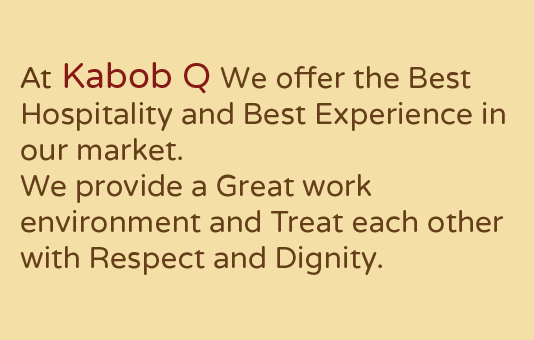 At Kabob Q We offer the Best
Hospitality and Best Experience in
our market.
We provide a Great work
environment and Treat each other
with Respect and Dignity.